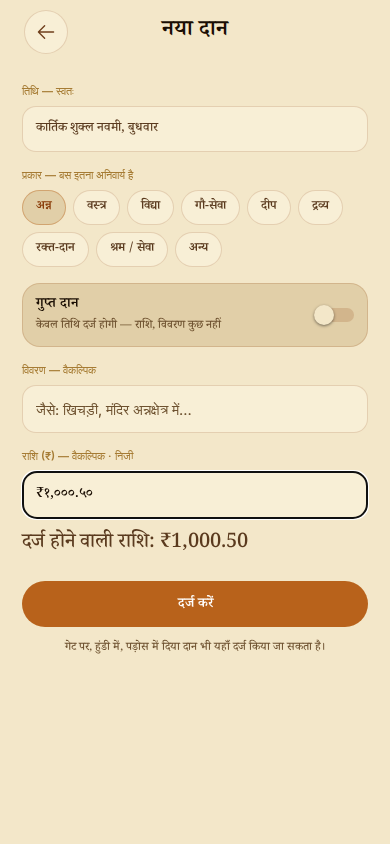 नया दान
तिथि — स्वतः
कार्तिक शुक्ल नवमी, बुधवार
प्रकार — बस इतना अनिवार्य है
अन्न वस्त्र विद्या गौ-सेवा दीप द्रव्य
रक्त-दान श्रम / सेवा अन्य
गुप्त दान
केवल तिथि दर्ज होगी — राशि, विवरण कुछ नहीं
विवरण — वैकल्पिक
जैसे: खिचड़ी, मंदिर अन्नक्षेत्र में…
राशि (₹) — वैकल्पिक · निजी
₹१,०००.५०
दर्ज होने वाली राशि: ₹1,000.50
दर्ज करें
गेट पर, हुंडी में, पड़ोस में दिया दान भी यहाँ दर्ज किया जा सकता है।